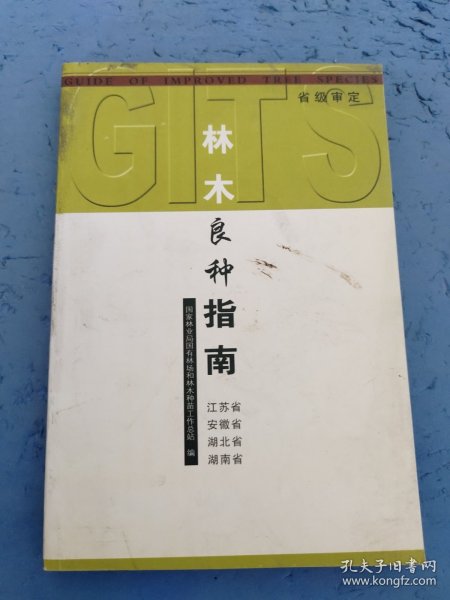 GUIDE OF IMPROVED TREE SPECIES
GITS
省级审定
林木良种指南
国家林业局国有林场和林木种苗工作总站 编
江苏省
安徽省
湖北省
湖南省
孔夫子旧书网
www.kongfz.com